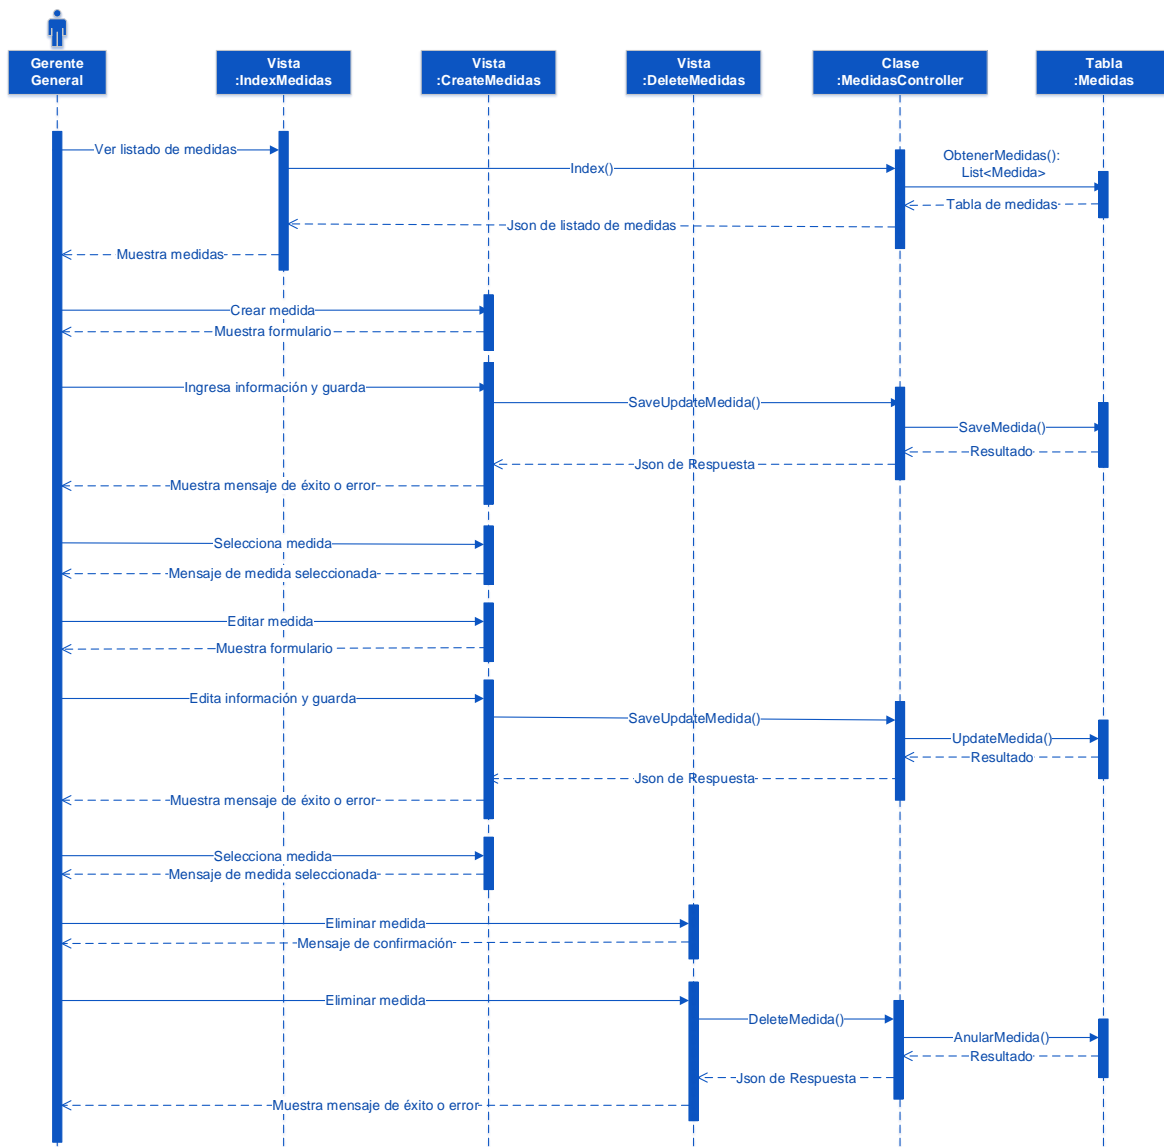 Gerente
General
Vista
:IndexMedidas
Vista
:CreateMedidas
Vista
:DeleteMedidas
Clase
:MedidasController
Tabla
:Medidas
Ver listado de medidas
Index()
ObtenerMedidas():
List<Medida>
Tabla de medidas
Json de listado de medidas
Muestra medidas
Crear medida
Muestra formulario
Ingresa información y guarda
SaveUpdateMedida()
SaveMedida()
Resultado
Json de Respuesta
Muestra mensaje de éxito o error
Selecciona medida
Mensaje de medida seleccionada
Editar medida
Muestra formulario
Edita información y guarda
SaveUpdateMedida()
UpdateMedida()
Resultado
Json de Respuesta
Muestra mensaje de éxito o error
Selecciona medida
Mensaje de medida seleccionada
Eliminar medida
Mensaje de confirmación
Eliminar medida
DeleteMedida()
AnularMedida()
Resultado
Json de Respuesta
Muestra mensaje de éxito o error